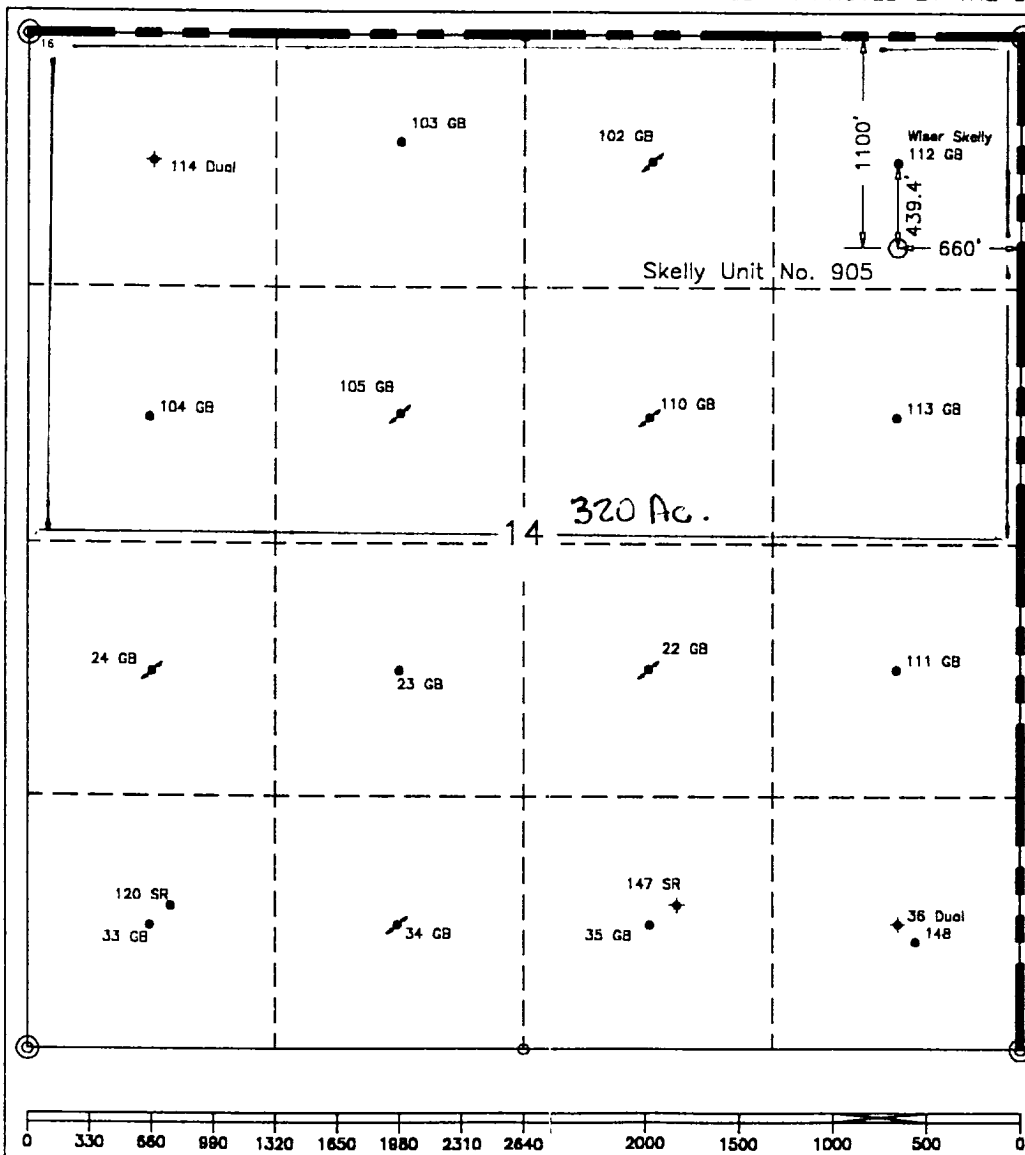 16
103 GB
102 GB
Wiser Skelly
112 GB
114 Dual
1100'
439.4'
660'
Skelly Unit No. 905
104 GB
105 GB
110 GB
113 GB
320 Ac.
14
24 GB
23 GB
22 GB
111 GB
120 SR
33 GB
34 GB
147 SR
35 GB
36 Dual
148
0 330 660 990 1320 1650 1980 2310 2640 2000 1500 1000 500 0